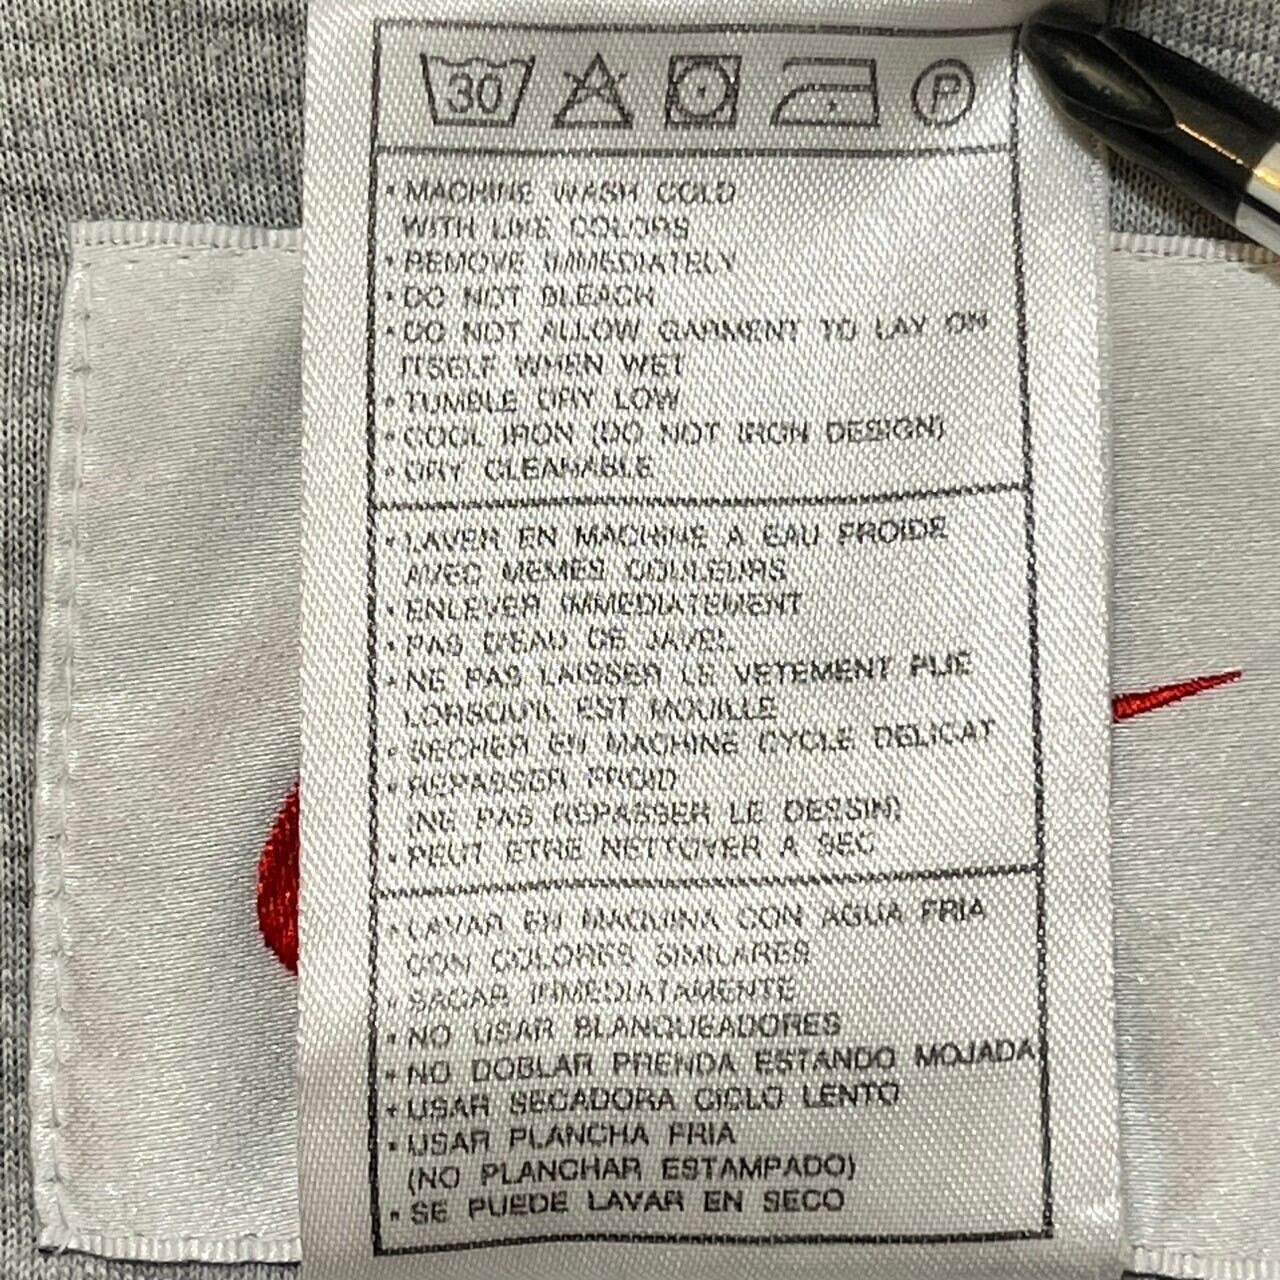 30 P
• MACHINE WASH COLD
WITH LIKE COLORS
• REMOVE IMMEDIATELY
• DO NOT BLEACH
• DO NOT ALLOW GARMENT TO LAY ON
ITSELF WHEN WET
• TUMBLE DRY LOW
• COOL IRON (DO NOT IRON DESIGN)
• DRY CLEANABLE
• LAVER EN MACHINE A EAU FROIDE
AVEC MEMES COULEURS
• ENLEVER IMMEDIATEMENT
• PAS D'EAU DE JAVEL
• NE PAS LAISSER LE VETEMENT PLIE
LORSQU'IL EST MOUILLE
• SECHER EN MACHINE CYCLE DELICAT
• REPASSER FROID
(NE PAS REPASSER LE DESSIN)
• PEUT ETRE NETTOYER A SEC
• LAVAR EN MAQUINA CON AGUA FRIA
CON COLORES SIMILARES
• SACAR INMEDIATAMENTE
• NO USAR BLANQUEADORES
• NO DOBLAR PRENDA ESTANDO MOJADA
• USAR SECADORA CICLO LENTO
• USAR PLANCHA FRIA
(NO PLANCHAR ESTAMPADO)
• SE PUEDE LAVAR EN SECO